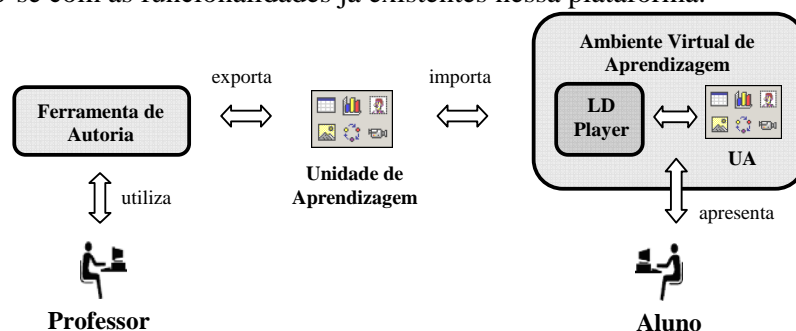 se com as funcionalidades já existentes nessa plataforma.
Ambiente Virtual de
Aprendizagem
exporta
importa
Ferramenta de
Autoria
LD
Player
UA
Unidade de
Aprendizagem
utiliza
apresenta
Professor
Aluno